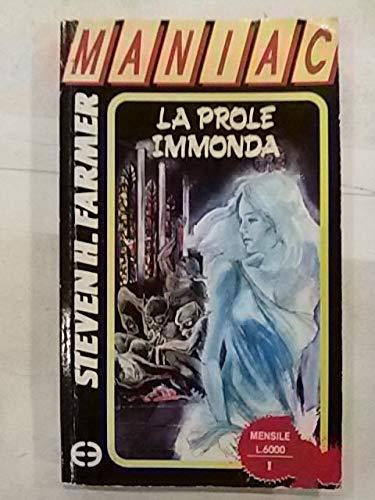 MANIAC
LA PROLE
IMMONDA
STEVEN H. FARMER
MENSILE
L.6000
1